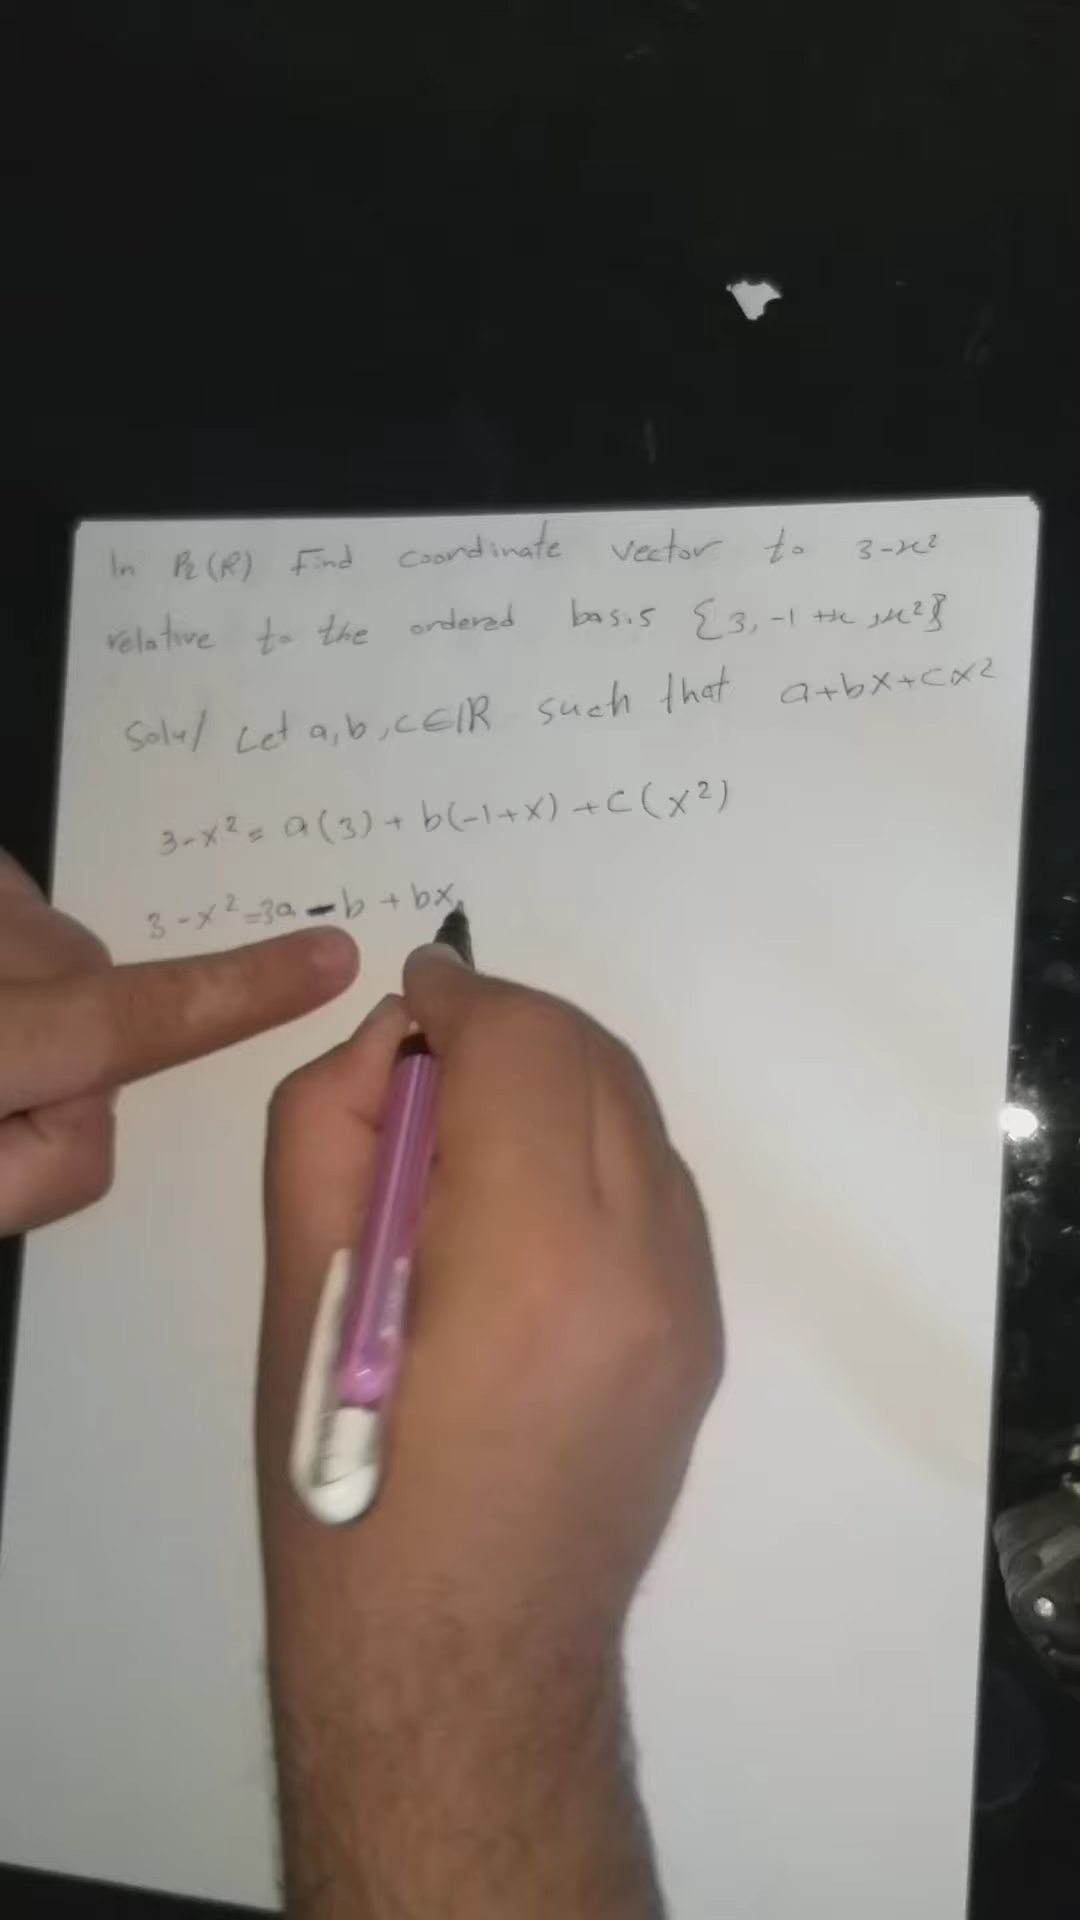 In P2(R) Find coordinate vector to 3-x²
relative to the ordered basis {3, -1 +x, x²}
Solu/ Let a, b, c∈IR such that a+bx+cx²
3-x² = a(3) + b(-1+x) + c(x²)
3-x² = 3a - b + bx